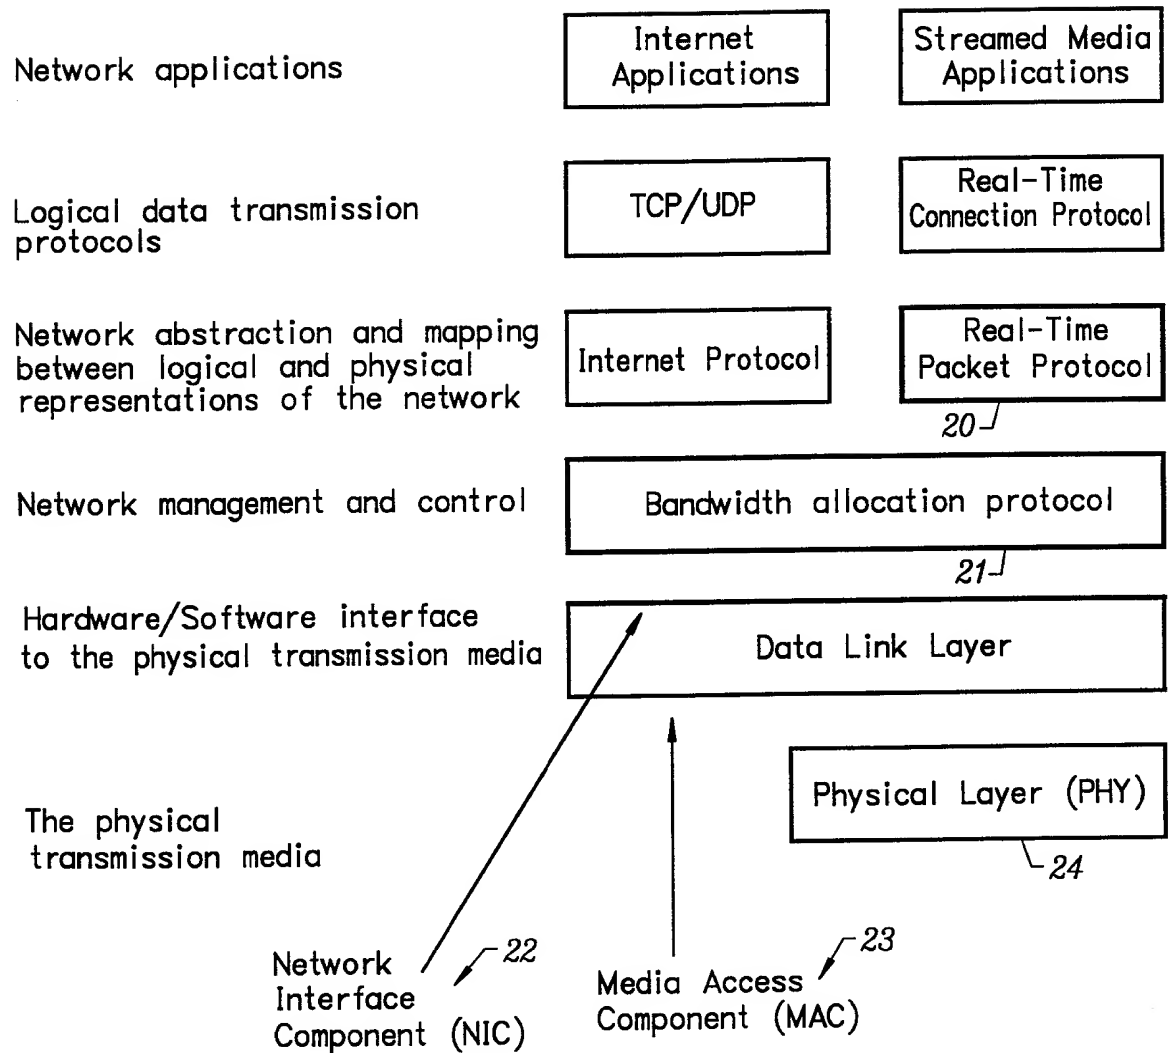 Network applications
Internet
Applications
Streamed Media
Applications
Logical data transmission
protocols
TCP/UDP
Real-Time
Connection Protocol
Network abstraction and mapping
between logical and physical
representations of the network
Internet Protocol
Real-Time
Packet Protocol
20
Network management and control
Bandwidth allocation protocol
21
Hardware/Software interface
to the physical transmission media
Data Link Layer
The physical
transmission media
Physical Layer (PHY)
24
Network
Interface
Component (NIC)
22
Media Access
Component (MAC)
23